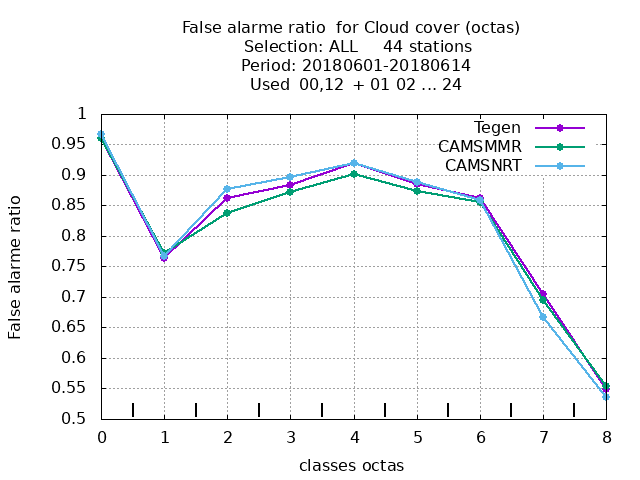 False alarme ratio  for Cloud cover (octas)
Selection: ALL     44 stations
Period: 20180601-20180614
Used  00,12  + 01 02 ... 24
Tegen
CAMSMMR
CAMSNRT
False alarme ratio
1
0.95
0.9
0.85
0.8
0.75
0.7
0.65
0.6
0.55
0.5
0 1 2 3 4 5 6 7 8
classes octas